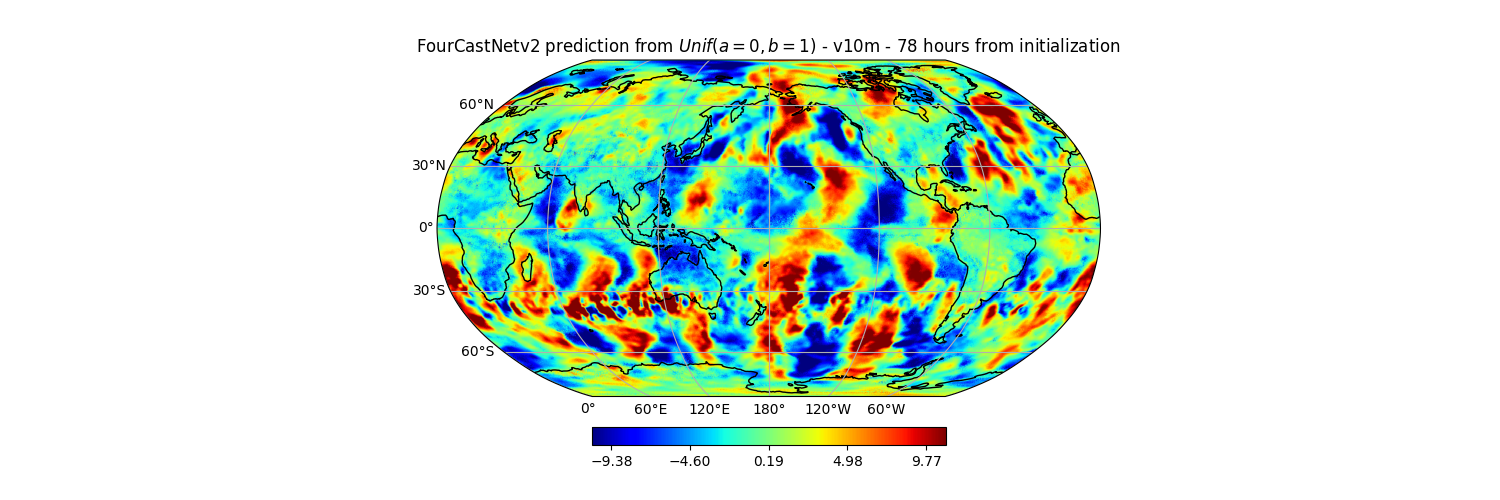 FourCastNetv2 prediction from Unif(a = 0, b = 1) - v10m - 78 hours from initialization
60°N
30°N
0°
30°S
60°S
0° 60°E 120°E 180° 120°W 60°W
−9.38 −4.60 0.19 4.98 9.77